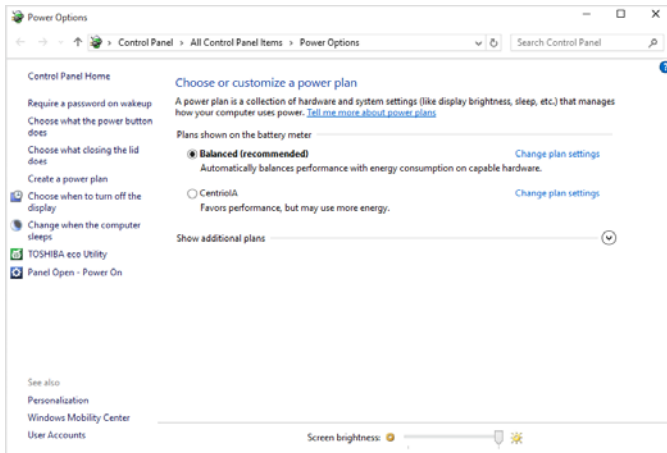 Power Options
Control Panel > All Control Panel Items > Power Options
Search Control Panel
?
Control Panel Home
Require a password on wakeup
Choose what the power button
does
Choose what closing the lid
does
Create a power plan
Choose when to turn off the
display
Change when the computer
sleeps
TOSHIBA eco Utility
Panel Open - Power On
See also
Personalization
Windows Mobility Center
User Accounts
Choose or customize a power plan
A power plan is a collection of hardware and system settings (like display brightness, sleep, etc.) that manages
how your computer uses power. Tell me more about power plans
Plans shown on the battery meter
Balanced (recommended) Change plan settings
Automatically balances performance with energy consumption on capable hardware.
CentrioIA Change plan settings
Favors performance, but may use more energy.
Show additional plans
Screen brightness: